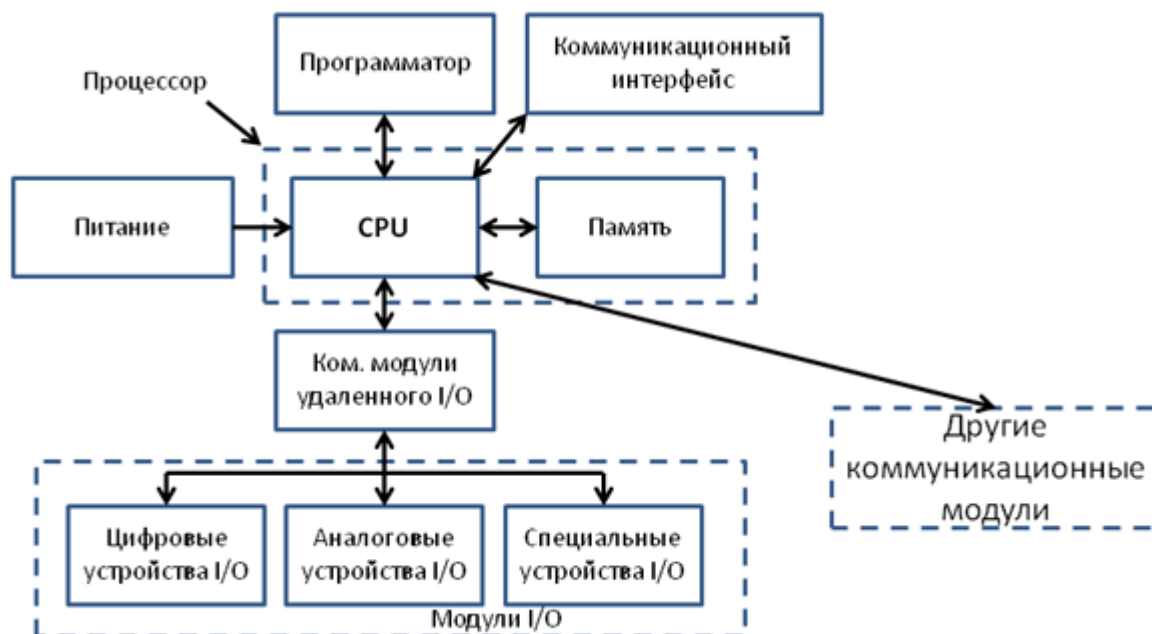 Программатор
Коммуникационный
интерфейс
Процессор
Питание
CPU
Память
Ком. модули
удаленного I/O
Другие
коммуникационные
модули
Цифровые
устройства I/O
Аналоговые
устройства I/O
Специальные
устройства I/O
Модули I/O